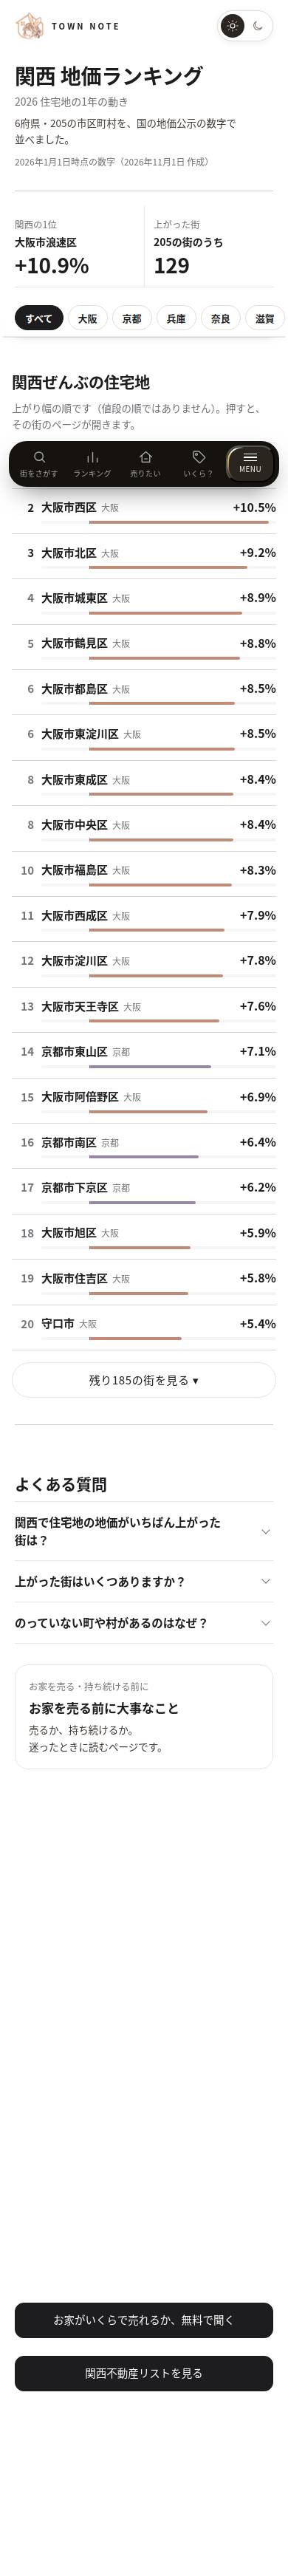 TOWN NOTE
関西 地価ランキング
2026 住宅地の1年の動き
6府県・205の市区町村を、国の地価公示の数字で
並べました。
2026年1月1日時点の数字（2026年11月1日 作成）
関西の1位
大阪市浪速区
+10.9%
上がった街
205の街のうち
129
すべて
大阪
京都
兵庫
奈良
滋賀
関西ぜんぶの住宅地
上がり幅の順です（値段の順ではありません）。押すと、
その街のページが開きます。
街をさがす
ランキング
売りたい
いくら？
MENU
2 大阪市西区 大阪 +10.5%
3 大阪市北区 大阪 +9.2%
4 大阪市城東区 大阪 +8.9%
5 大阪市鶴見区 大阪 +8.8%
6 大阪市都島区 大阪 +8.5%
6 大阪市東淀川区 大阪 +8.5%
8 大阪市東成区 大阪 +8.4%
8 大阪市中央区 大阪 +8.4%
10 大阪市福島区 大阪 +8.3%
11 大阪市西成区 大阪 +7.9%
12 大阪市淀川区 大阪 +7.8%
13 大阪市天王寺区 大阪 +7.6%
14 京都市東山区 京都 +7.1%
15 大阪市阿倍野区 大阪 +6.9%
16 京都市南区 京都 +6.4%
17 京都市下京区 京都 +6.2%
18 大阪市旭区 大阪 +5.9%
19 大阪市住吉区 大阪 +5.8%
20 守口市 大阪 +5.4%
残り185の街を見る ▾
よくある質問
関西で住宅地の地価がいちばん上がった
街は？
上がった街はいくつありますか？
のっていない町や村があるのはなぜ？
お家を売る・持ち続ける前に
お家を売る前に大事なこと
売るか、持ち続けるか。
迷ったときに読むページです。
お家がいくらで売れるか、無料で聞く
関西不動産リストを見る